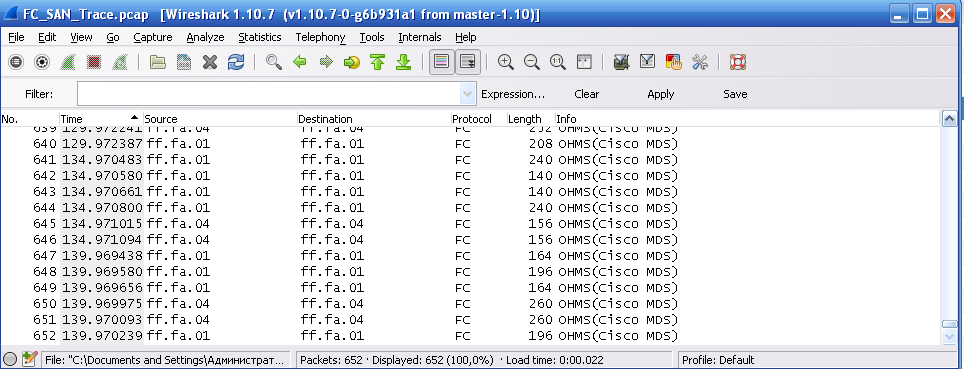 FC_SAN_Trace.pcap [Wireshark 1.10.7 (v1.10.7-0-g6b931a1 from master-1.10)]
File Edit View Go Capture Analyze Statistics Telephony Tools Internals Help
Filter: Expression... Clear Apply Save
No. Time Source Destination Protocol Length Info
639 129.972241 ff.fa.04 ff.fa.04 FC 252 OHMS(Cisco MDS)
640 129.972387 ff.fa.01 ff.fa.01 FC 208 OHMS(Cisco MDS)
641 134.970483 ff.fa.01 ff.fa.01 FC 240 OHMS(Cisco MDS)
642 134.970580 ff.fa.01 ff.fa.01 FC 140 OHMS(Cisco MDS)
643 134.970661 ff.fa.01 ff.fa.01 FC 140 OHMS(Cisco MDS)
644 134.970800 ff.fa.01 ff.fa.01 FC 240 OHMS(Cisco MDS)
645 134.971015 ff.fa.04 ff.fa.04 FC 156 OHMS(Cisco MDS)
646 134.971094 ff.fa.04 ff.fa.04 FC 156 OHMS(Cisco MDS)
647 139.969438 ff.fa.01 ff.fa.01 FC 164 OHMS(Cisco MDS)
648 139.969580 ff.fa.01 ff.fa.01 FC 196 OHMS(Cisco MDS)
649 139.969656 ff.fa.01 ff.fa.01 FC 164 OHMS(Cisco MDS)
650 139.969975 ff.fa.04 ff.fa.04 FC 260 OHMS(Cisco MDS)
651 139.970093 ff.fa.04 ff.fa.04 FC 260 OHMS(Cisco MDS)
652 139.970239 ff.fa.01 ff.fa.01 FC 196 OHMS(Cisco MDS)
File: "C:\Documents and Settings\Администрат... Packets: 652 · Displayed: 652 (100,0%) · Load time: 0:00.022 Profile: Default